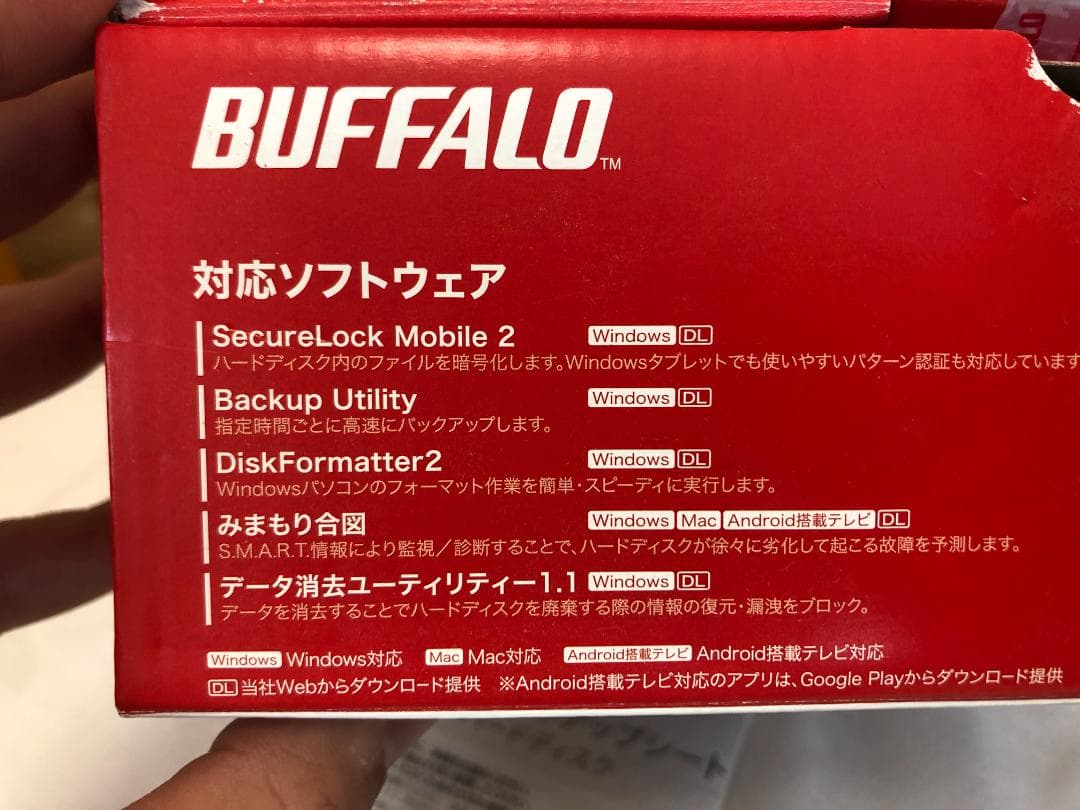 BUFFALO™
対応ソフトウェア
SecureLock Mobile 2 Windows DL
ハードディスク内のファイルを暗号化します。Windowsタブレットでも使いやすいパターン認証も対応しています
Backup Utility Windows DL
指定時間ごとに高速にバックアップします。
DiskFormatter2 Windows DL
Windowsパソコンのフォーマット作業を簡単・スピーディに実行します。
みまもり合図 Windows Mac Android搭載テレビ DL
S.M.A.R.T.情報により監視／診断することで、ハードディスクが徐々に劣化して起こる故障を予測します。
データ消去ユーティリティー1.1 Windows DL
データを消去することでハードディスクを廃棄する際の情報の復元・漏洩をブロック。
Windows Windows対応 Mac Mac対応 Android搭載テレビ Android搭載テレビ対応
DL 当社Webからダウンロード提供 ※Android搭載テレビ対応のアプリは、Google Playからダウンロード提供